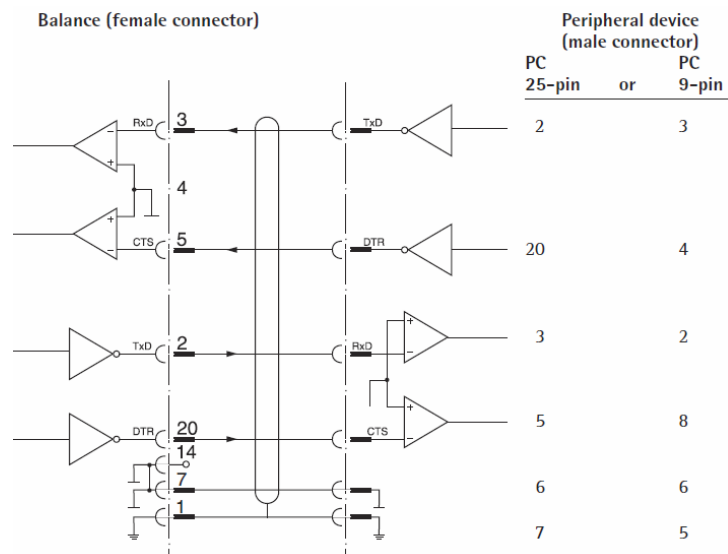 Balance (female connector)
Peripheral device
(male connector)
PC
PC
25-pin
or
9-pin
RxD
3
TxD
2
3
−
+
4
+
−
CTS
5
DTR
20
4
TxD
2
RxD
+
−
3
2
DTR
20
CTS
+
−
5
8
14
7
6
6
1
7
5